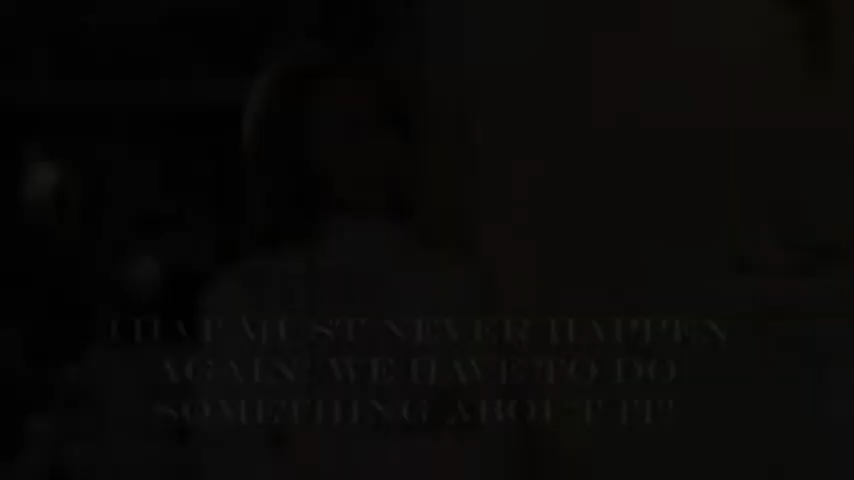 THAT MUST NEVER HAPPEN
AGAIN! WE HAVE TO DO
SOMETHING ABOUT IT!